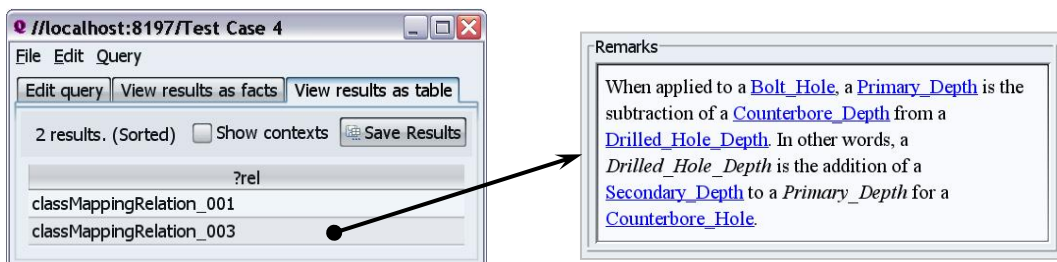 //localhost:8197/Test Case 4
File Edit Query
Edit query View results as facts View results as table
2 results. (Sorted) Show contexts Save Results
?rel
classMappingRelation_001
classMappingRelation_003
Remarks
When applied to a Bolt_Hole, a Primary_Depth is the
subtraction of a Counterbore_Depth from a
Drilled_Hole_Depth. In other words, a
Drilled_Hole_Depth is the addition of a
Secondary_Depth to a Primary_Depth for a
Counterbore_Hole.